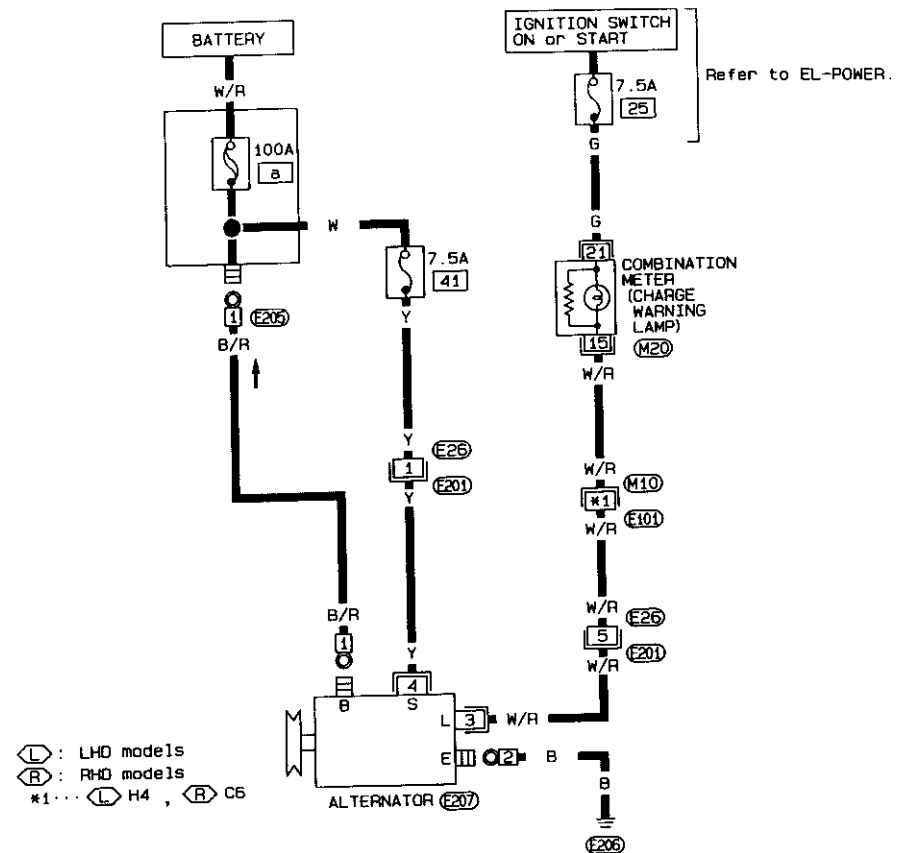 BATTERY
IGNITION SWITCH
ON or START
Refer to EL-POWER.
W/R
7.5A
25
100A
a
G
W
G
7.5A
41
21
COMBINATION
METER
(CHARGE
WARNING
LAMP)
1
E205
Y
15
M20
B/R
W/R
Y
E26
W/R
M10
1
*1
E201
E101
Y
W/R
B/R
W/R
E26
1
5
Y
E201
4
W/R
B
S
L
3
W/R
E
2
B
B
L : LHD models
R : RHD models
*1... L H4 , R C6
ALTERNATOR E207
E206